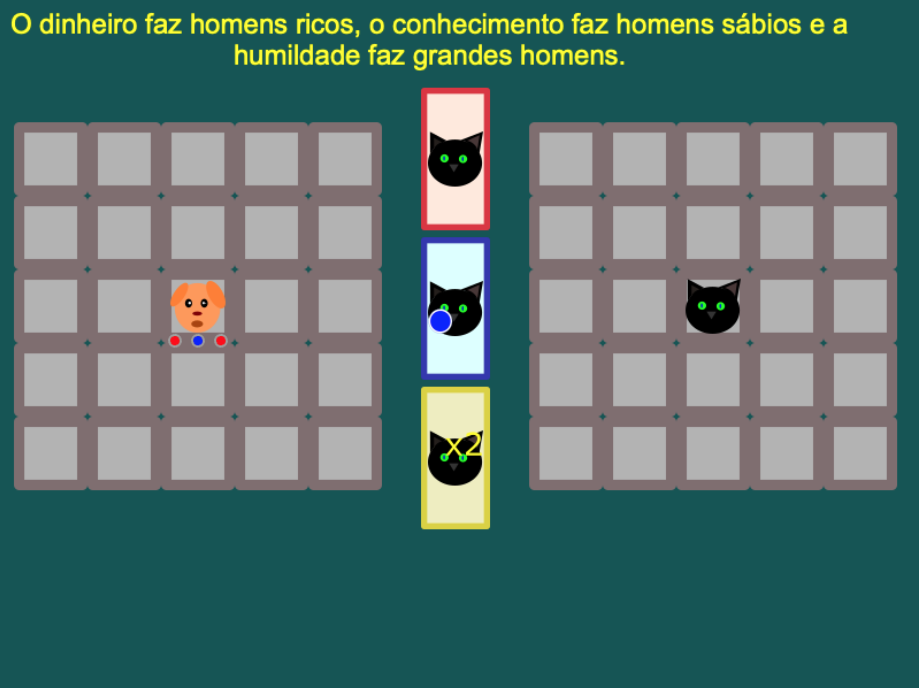 O dinheiro faz homens ricos, o conhecimento faz homens sábios e a
humildade faz grandes homens.
x2